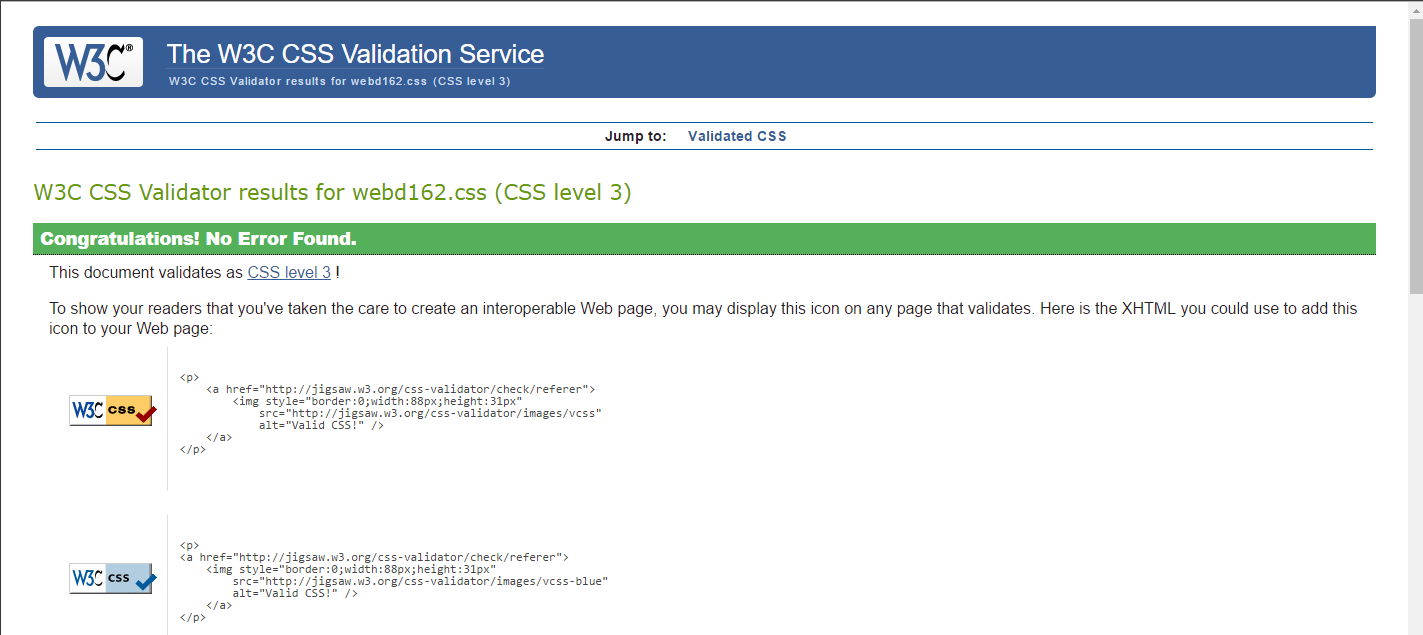 W3C®
The W3C CSS Validation Service
W3C CSS Validator results for webd162.css (CSS level 3)
Jump to: Validated CSS
W3C CSS Validator results for webd162.css (CSS level 3)
Congratulations! No Error Found.
This document validates as CSS level 3 !
To show your readers that you've taken the care to create an interoperable Web page, you may display this icon on any page that validates. Here is the XHTML you could use to add this
icon to your Web page:
W3C css
<p>
<a href="http://jigsaw.w3.org/css-validator/check/referer">
<img style="border:0;width:88px;height:31px"
src="http://jigsaw.w3.org/css-validator/images/vcss"
alt="Valid CSS!" />
</a>
</p>
W3C css
<p>
<a href="http://jigsaw.w3.org/css-validator/check/referer">
<img style="border:0;width:88px;height:31px"
src="http://jigsaw.w3.org/css-validator/images/vcss-blue"
alt="Valid CSS!" />
</a>
</p>